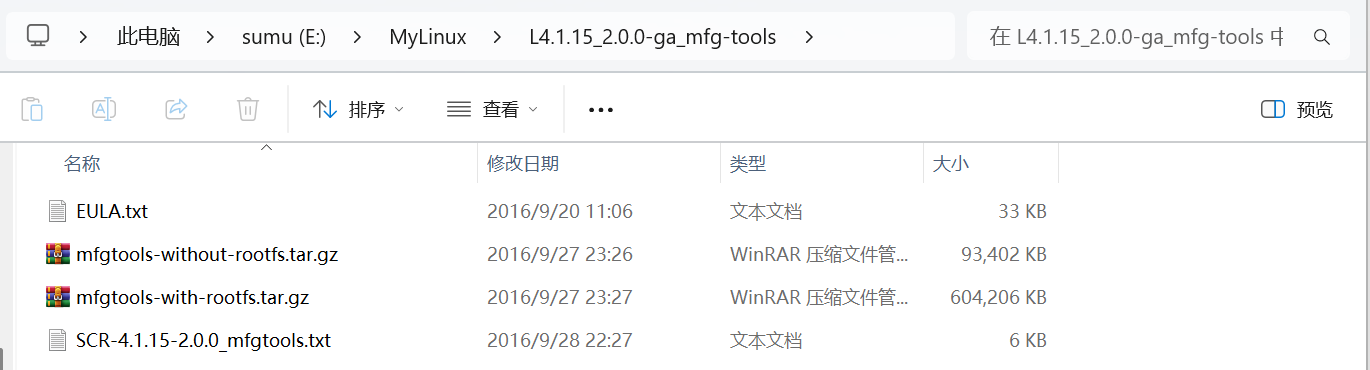 此电脑 sumu (E:) MyLinux L4.1.15_2.0.0-ga_mfg-tools 在 L4.1.15_2.0.0-ga_mfg-tools 中
排序 查看 ••• 预览
名称 修改日期 类型 大小
EULA.txt 2016/9/20 11:06 文本文档 33 KB
mfgtools-without-rootfs.tar.gz 2016/9/27 23:26 WinRAR 压缩文件管... 93,402 KB
mfgtools-with-rootfs.tar.gz 2016/9/27 23:27 WinRAR 压缩文件管... 604,206 KB
SCR-4.1.15-2.0.0_mfgtools.txt 2016/9/28 22:27 文本文档 6 KB